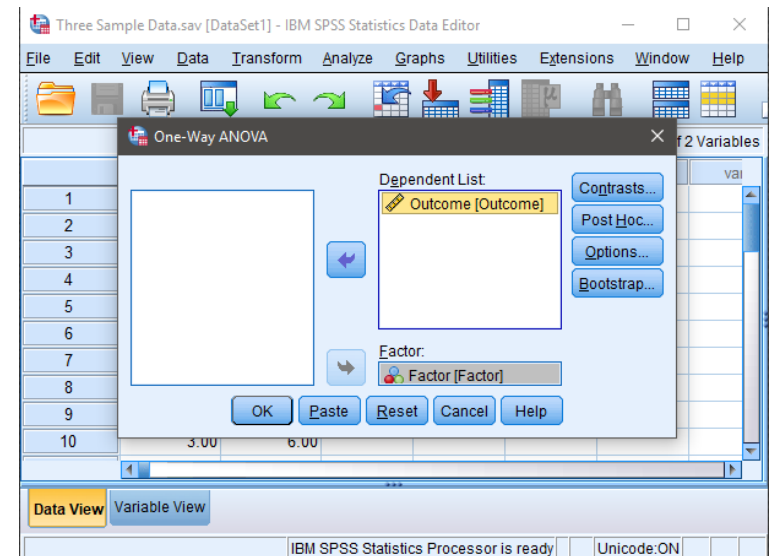 Three Sample Data.sav [DataSet1] - IBM SPSS Statistics Data Editor
File Edit View Data Transform Analyze Graphs Utilities Extensions Window Help
One-Way ANOVA
2 Variables
Dependent List:
Outcome [Outcome]
Contrasts...
Post Hoc...
Options...
Bootstrap...
Factor:
Factor [Factor]
OK Paste Reset Cancel Help
1
2
3
4
5
6
7
8
9
10 3.00 6.00
Data View Variable View
IBM SPSS Statistics Processor is ready Unicode:ON